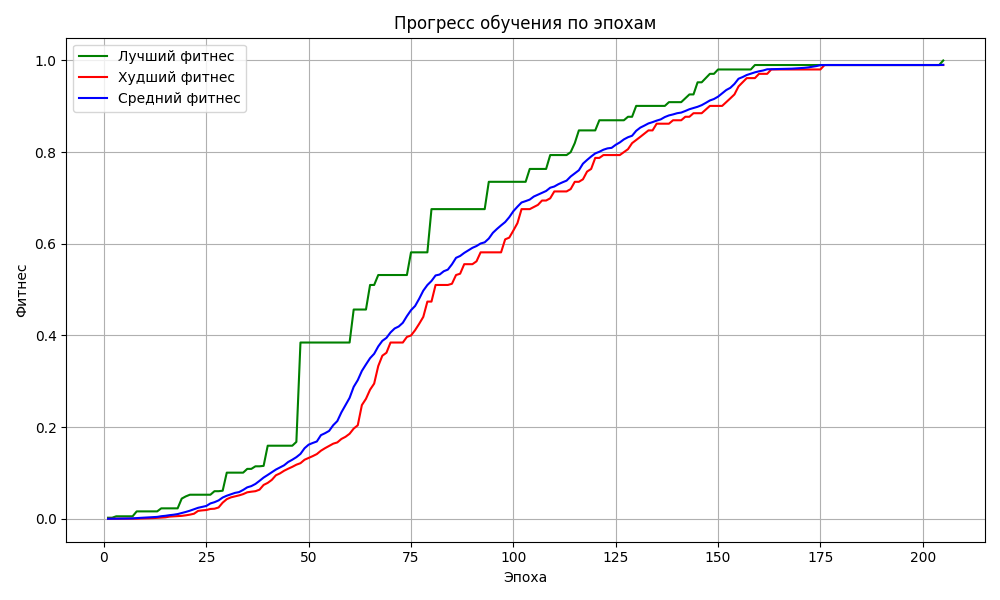 Прогресс обучения по эпохам
Лучший фитнес
Худший фитнес
Средний фитнес
1.0
0.8
0.6
0.4
0.2
0.0
Фитнес
0 25 50 75 100 125 150 175 200
Эпоха